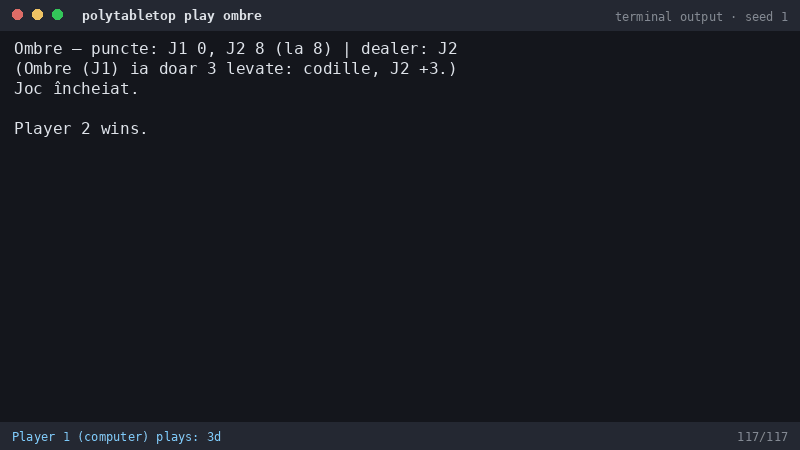 polytabletop play ombre
terminal output · seed 1
Ombre — puncte: J1 0, J2 8 (la 8) | dealer: J2
(Ombre (J1) ia doar 3 levate: codille, J2 +3.)
Joc încheiat.
Player 2 wins.
Player 1 (computer) plays: 3d
117/117